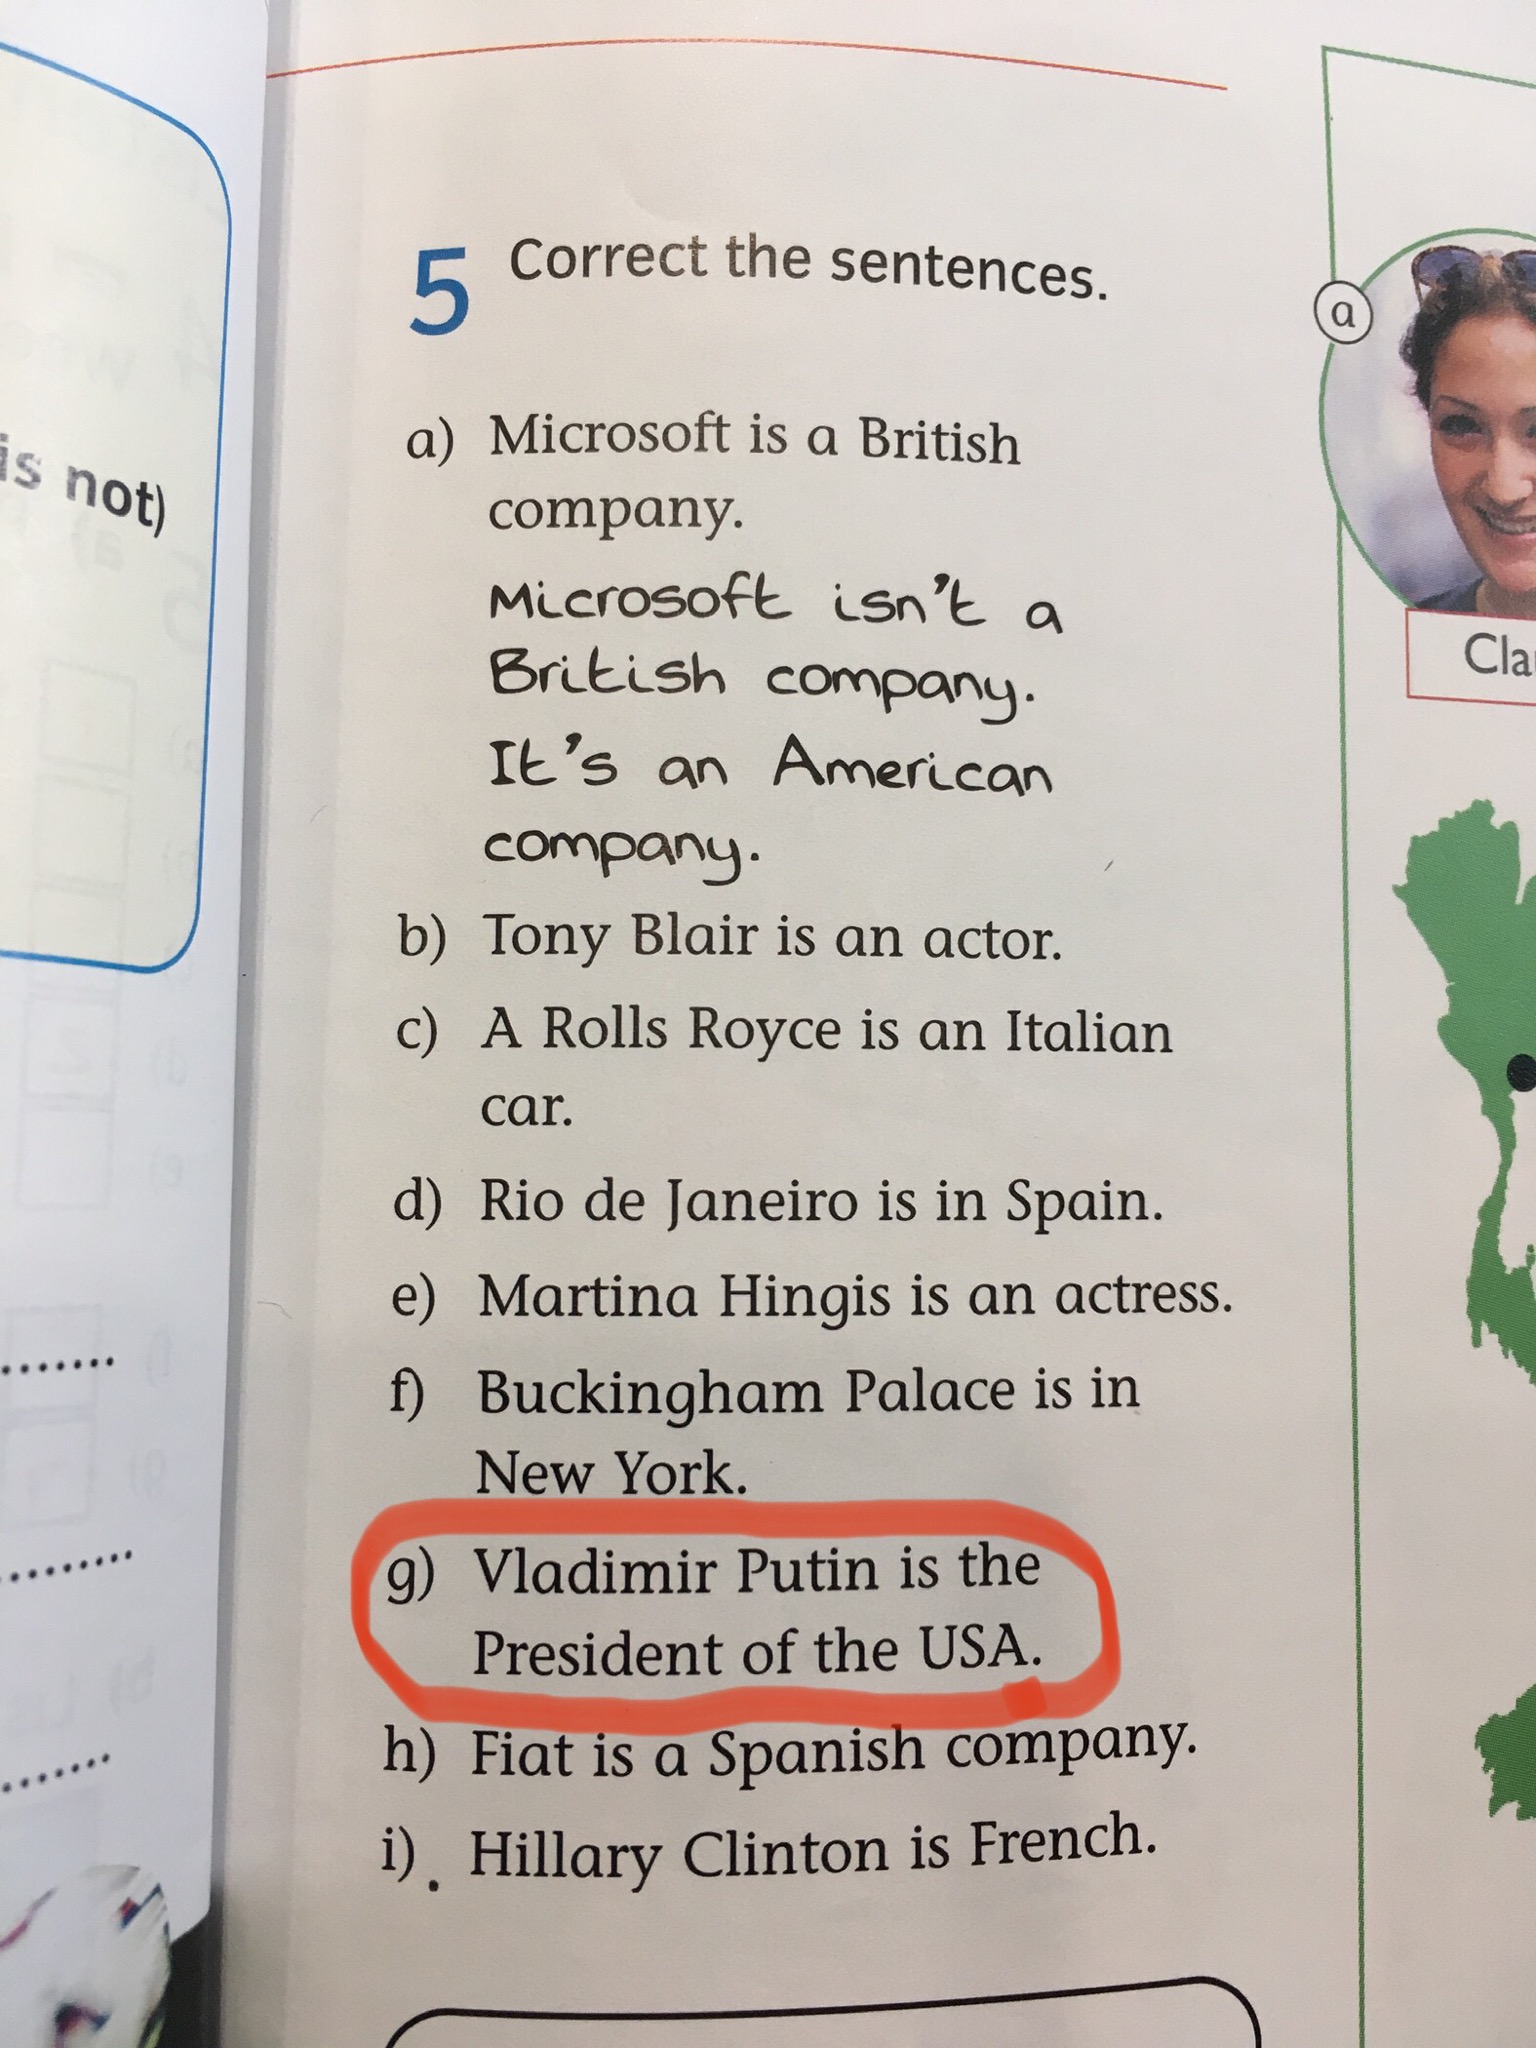 is not)
5 Correct the sentences.
a) Microsoft is a British
company.
Microsoft isn't a
British company.
It's an American
company.
b) Tony Blair is an actor.
c) A Rolls Royce is an Italian
car.
d) Rio de Janeiro is in Spain.
e) Martina Hingis is an actress.
f) Buckingham Palace is in
New York.
g) Vladimir Putin is the
President of the USA.
h) Fiat is a Spanish company.
i) Hillary Clinton is French.
a